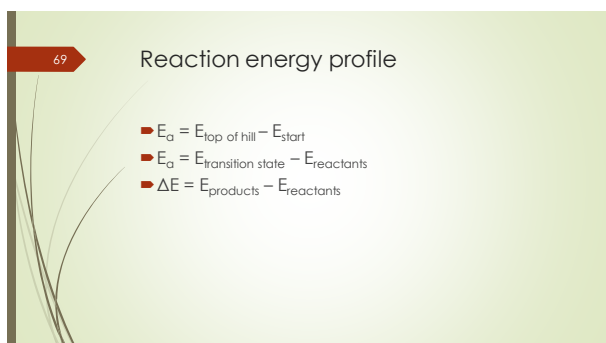 69
Reaction energy profile
Ea = Etop of hill – Estart
Ea = Etransition state – Ereactants
ΔE = Eproducts – Ereactants